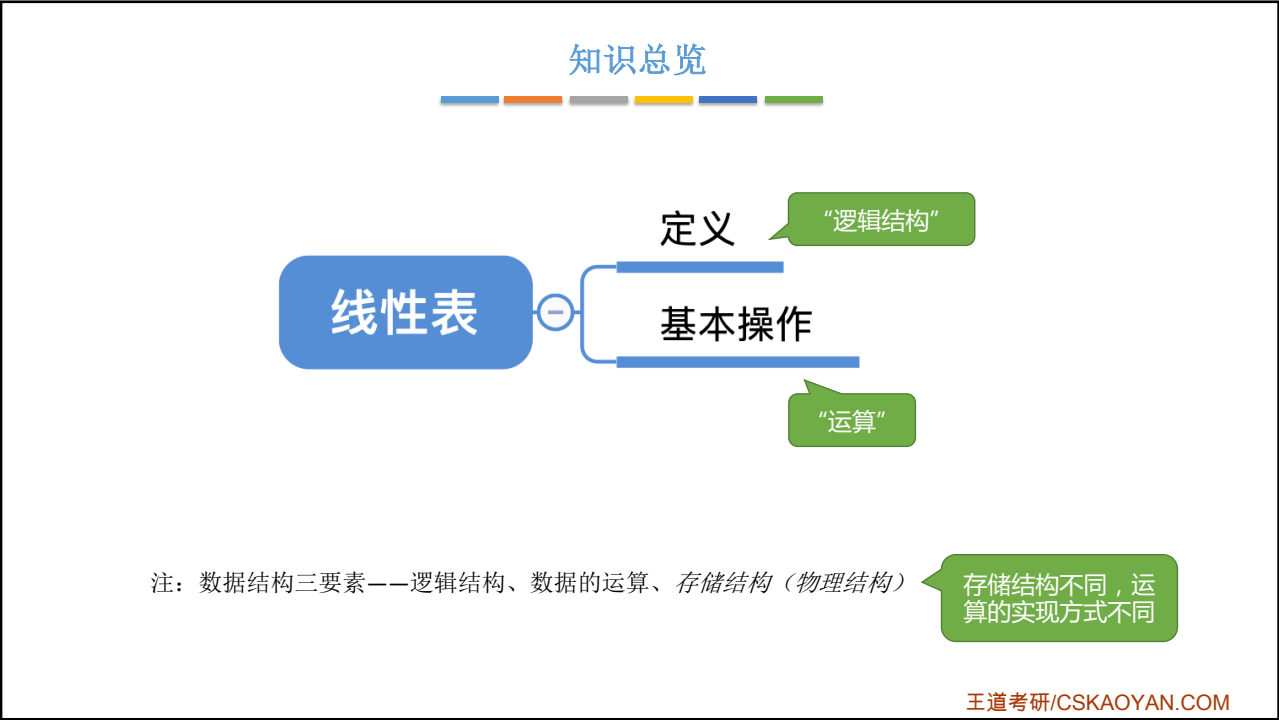 知识总览
定义
“逻辑结构”
线性表
基本操作
“运算”
注：数据结构三要素——逻辑结构、数据的运算、存储结构（物理结构）
存储结构不同，运
算的实现方式不同
王道考研/CSKAOYAN.COM